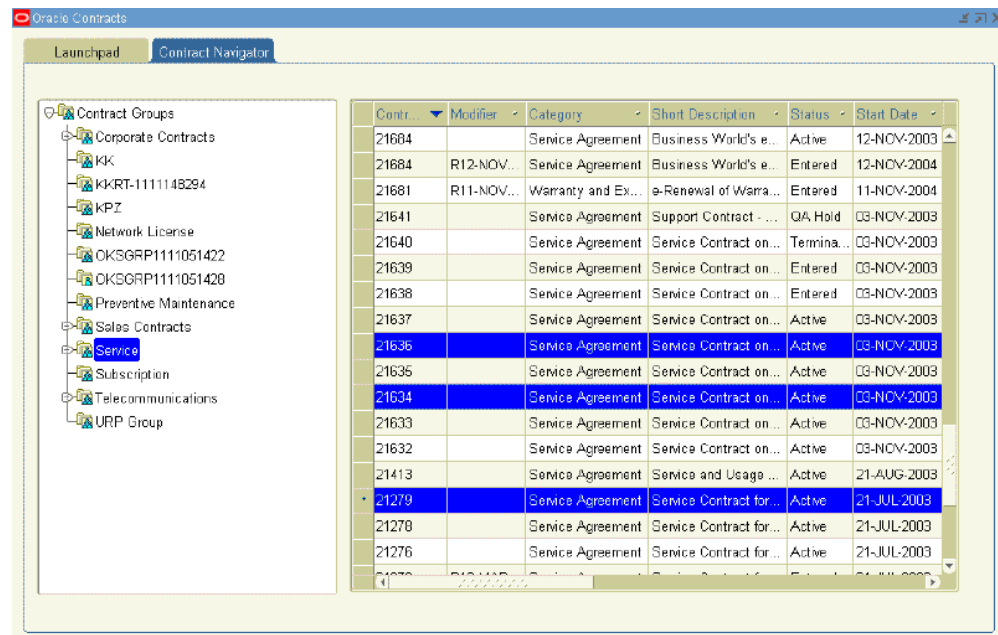 Oracle Contracts
Launchpad Contract Navigator
Contract Groups
Corporate Contracts
KK
KKRT-1111148294
KPZ
Network License
OKSGRP1111051422
OKSGRP1111051428
Preventive Maintenance
Sales Contracts
Service
Subscription
Telecommunications
URP Group
Contr... Modifier Category Short Description Status Start Date
21684 Service Agreement Business World's e... Active 12-NOV-2003
21684 R12-NOV... Service Agreement Business World's e... Entered 12-NOV-2004
21681 R11-NOV... Warranty and Ex... e-Renewal of Warra... Entered 11-NOV-2004
21641 Service Agreement Support Contract - ... QA Hold 03-NOV-2003
21640 Service Agreement Service Contract on... Termina... 03-NOV-2003
21639 Service Agreement Service Contract on... Entered 03-NOV-2003
21638 Service Agreement Service Contract on... Entered 03-NOV-2003
21637 Service Agreement Service Contract on... Active 03-NOV-2003
21636 Service Agreement Service Contract on... Active 03-NOV-2003
21635 Service Agreement Service Contract on... Active 03-NOV-2003
21634 Service Agreement Service Contract on... Active 03-NOV-2003
21633 Service Agreement Service Contract on... Active 03-NOV-2003
21632 Service Agreement Service Contract on... Active 03-NOV-2003
21413 Service Agreement Service and Usage ... Active 21-AUG-2003
21279 Service Agreement Service Contract for... Active 21-JUL-2003
21278 Service Agreement Service Contract for... Active 21-JUL-2003
21276 Service Agreement Service Contract for... Active 21-JUL-2003